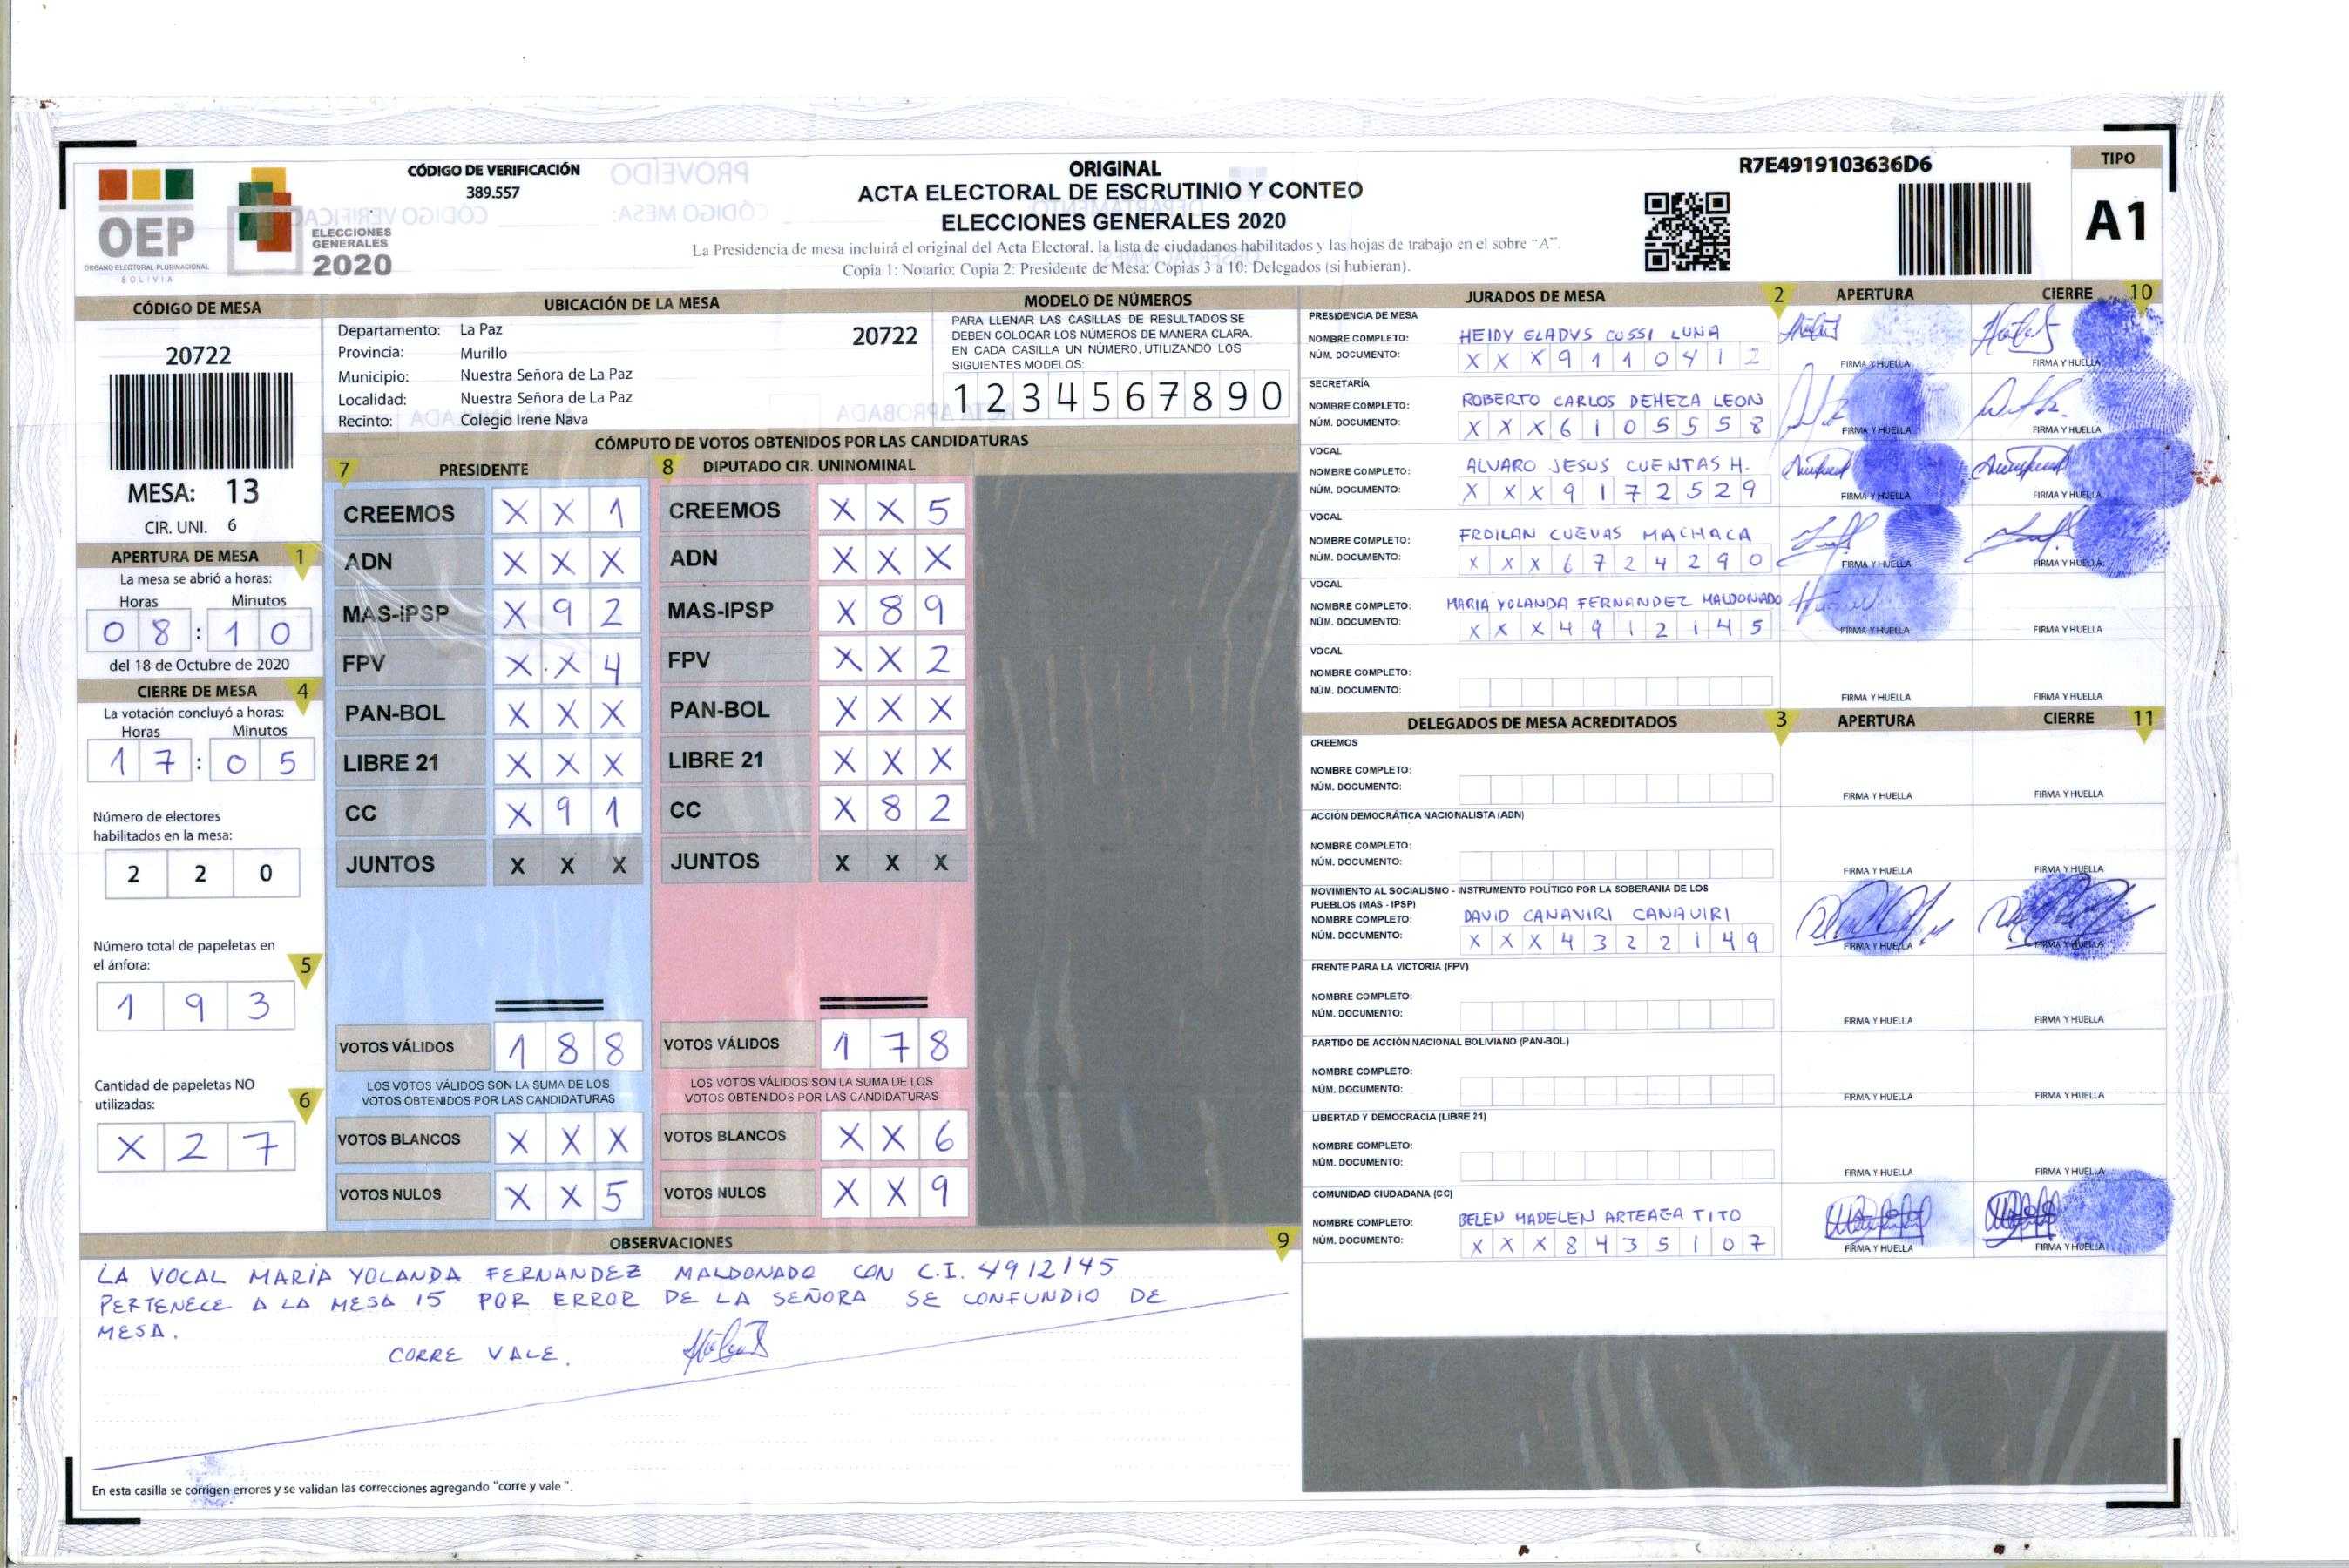 CÓDIGO DE VERIFICACIÓN
389.557
ORIGINAL
ACTA ELECTORAL DE ESCRUTINIO Y CONTEO
ELECCIONES GENERALES 2020
La Presidencia de mesa incluirá el original del Acta Electoral, la lista de ciudadanos habilitados y las hojas de trabajo en el sobre "A".
Copia 1: Notario; Copia 2: Presidente de Mesa; Copias 3 a 10: Delegados (si hubieran).
R7E4919103636D6
TIPO
A1
OEP
ÓRGANO ELECTORAL PLURINACIONAL
BOLIVIA
ELECCIONES
GENERALES
2020
CÓDIGO DE MESA
20722
MESA: 13
CIR. UNI. 6
APERTURA DE MESA 1
La mesa se abrió a horas:
Horas Minutos
0 8 : 1 0
del 18 de Octubre de 2020
CIERRE DE MESA 4
La votación concluyó a horas:
Horas Minutos
1 7 : 0 5
Número de electores
habilitados en la mesa:
2 2 0
Número total de papeletas en
el ánfora: 5
1 9 3
Cantidad de papeletas NO
utilizadas: 6
X 2 7
UBICACIÓN DE LA MESA
Departamento: La Paz 20722
Provincia: Murillo
Municipio: Nuestra Señora de La Paz
Localidad: Nuestra Señora de La Paz
Recinto: Colegio Irene Nava
MODELO DE NÚMEROS
PARA LLENAR LAS CASILLAS DE RESULTADOS SE
DEBEN COLOCAR LOS NÚMEROS DE MANERA CLARA.
EN CADA CASILLA UN NÚMERO, UTILIZANDO LOS
SIGUIENTES MODELOS:
1 2 3 4 5 6 7 8 9 0
CÓMPUTO DE VOTOS OBTENIDOS POR LAS CANDIDATURAS
7 PRESIDENTE
CREEMOS X X 1
ADN X X X
MAS-IPSP X 9 2
FPV X X 4
PAN-BOL X X X
LIBRE 21 X X X
CC X 9 1
JUNTOS X X X
VOTOS VÁLIDOS 1 8 8
LOS VOTOS VÁLIDOS SON LA SUMA DE LOS
VOTOS OBTENIDOS POR LAS CANDIDATURAS
VOTOS BLANCOS X X X
VOTOS NULOS X X 5
8 DIPUTADO CIR. UNINOMINAL
CREEMOS X X 5
ADN X X X
MAS-IPSP X 8 9
FPV X X 2
PAN-BOL X X X
LIBRE 21 X X X
CC X 8 2
JUNTOS X X X
VOTOS VÁLIDOS 1 7 8
LOS VOTOS VÁLIDOS SON LA SUMA DE LOS
VOTOS OBTENIDOS POR LAS CANDIDATURAS
VOTOS BLANCOS X X 6
VOTOS NULOS X X 9
JURADOS DE MESA 2 APERTURA CIERRE 10
PRESIDENCIA DE MESA
NOMBRE COMPLETO: HEIDY GLADYS CUSSI LUNA
NÚM. DOCUMENTO: X X X 9 1 1 0 4 1 2
FIRMA Y HUELLA FIRMA Y HUELLA
SECRETARÍA
NOMBRE COMPLETO: ROBERTO CARLOS DEHEZA LEON
NÚM. DOCUMENTO: X X X 6 1 0 5 5 5 8
FIRMA Y HUELLA FIRMA Y HUELLA
VOCAL
NOMBRE COMPLETO: ALVARO JESUS CUENTAS H.
NÚM. DOCUMENTO: X X X 9 1 7 2 5 2 9
FIRMA Y HUELLA FIRMA Y HUELLA
VOCAL
NOMBRE COMPLETO: FROILAN CUEVAS MACHACA
NÚM. DOCUMENTO: X X X 6 7 2 4 2 9 0
FIRMA Y HUELLA FIRMA Y HUELLA
VOCAL
NOMBRE COMPLETO: MARIA YOLANDA FERNANDEZ MALDONADO
NÚM. DOCUMENTO: X X X 4 9 1 2 1 4 5
FIRMA Y HUELLA FIRMA Y HUELLA
VOCAL
NOMBRE COMPLETO:
NÚM. DOCUMENTO:
FIRMA Y HUELLA FIRMA Y HUELLA
DELEGADOS DE MESA ACREDITADOS 3 APERTURA CIERRE 11
CREEMOS
NOMBRE COMPLETO:
NÚM. DOCUMENTO:
FIRMA Y HUELLA FIRMA Y HUELLA
ACCIÓN DEMOCRÁTICA NACIONALISTA (ADN)
NOMBRE COMPLETO:
NÚM. DOCUMENTO:
FIRMA Y HUELLA FIRMA Y HUELLA
MOVIMIENTO AL SOCIALISMO - INSTRUMENTO POLÍTICO POR LA SOBERANIA DE LOS
PUEBLOS (MAS - IPSP)
NOMBRE COMPLETO: DAVID CANAVIRI CANAVIRI
NÚM. DOCUMENTO: X X X 4 3 2 2 1 4 9
FIRMA Y HUELLA FIRMA Y HUELLA
FRENTE PARA LA VICTORIA (FPV)
NOMBRE COMPLETO:
NÚM. DOCUMENTO:
FIRMA Y HUELLA FIRMA Y HUELLA
PARTIDO DE ACCIÓN NACIONAL BOLIVIANO (PAN-BOL)
NOMBRE COMPLETO:
NÚM. DOCUMENTO:
FIRMA Y HUELLA FIRMA Y HUELLA
LIBERTAD Y DEMOCRACIA (LIBRE 21)
NOMBRE COMPLETO:
NÚM. DOCUMENTO:
FIRMA Y HUELLA FIRMA Y HUELLA
COMUNIDAD CIUDADANA (CC)
NOMBRE COMPLETO: BELEN MADELEN ARTEAGA TITO
NÚM. DOCUMENTO: X X X 8 4 3 5 1 0 7
FIRMA Y HUELLA FIRMA Y HUELLA
OBSERVACIONES 9
LA VOCAL MARÍA YOLANDA FERNANDEZ MALDONADO CON C.I. 4912145
PERTENECE A LA MESA 15 POR ERROR DE LA SEÑORA SE CONFUNDIO DE
MESA.
CORRE VALE.
En esta casilla se corrigen errores y se validan las correcciones agregando "corre y vale".